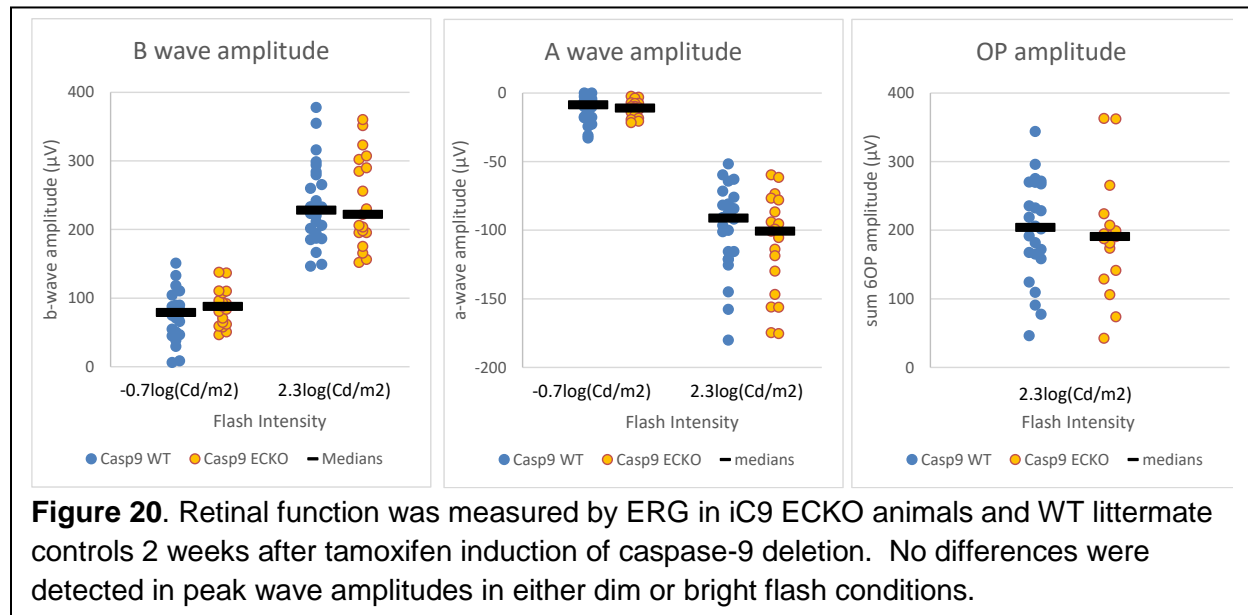 B wave amplitude
b-wave amplitude (µV)
400
300
200
100
0
-0.7log(Cd/m2)
2.3log(Cd/m2)
Flash Intensity
Casp9 WT
Casp9 ECKO
Medians
A wave amplitude
a-wave amplitude (µV)
0
-50
-100
-150
-200
-0.7log(Cd/m2)
2.3log(Cd/m2)
Flash Intensity
Casp9 WT
Casp9 ECKO
medians
OP amplitude
sum 6OP amplitude (µV)
400
300
200
100
0
2.3log(Cd/m2)
Flash Intensity
Casp9 WT
Casp9 ECKO
medians
Figure 20. Retinal function was measured by ERG in iC9 ECKO animals and WT littermate
controls 2 weeks after tamoxifen induction of caspase-9 deletion.  No differences were
detected in peak wave amplitudes in either dim or bright flash conditions.